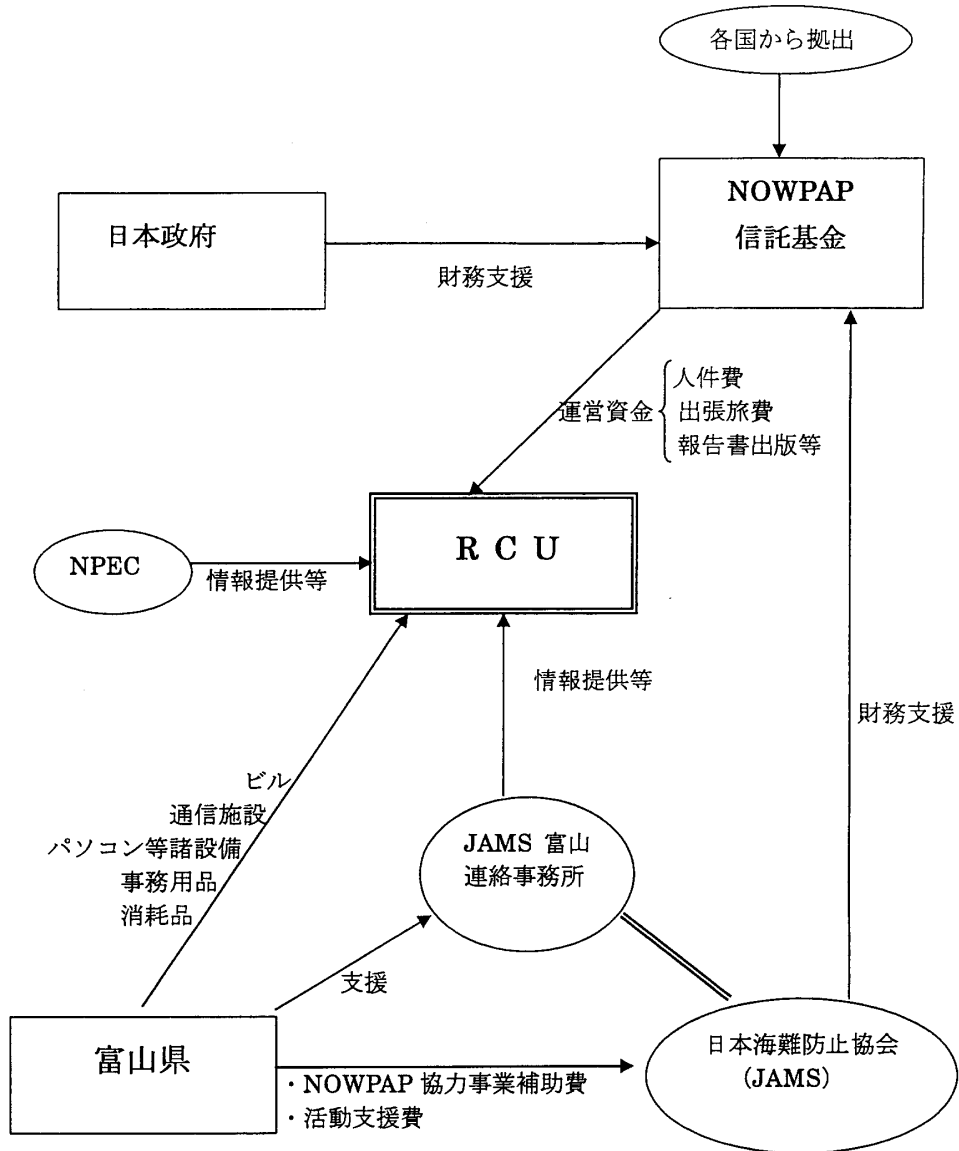 各国から拠出
NOWPAP
信託基金
日本政府
財務支援
人件費
運営資金
出張旅費
報告書出版等
R C U
NPEC
情報提供等
情報提供等
財務支援
ビル
通信施設
パソコン等諸設備
事務用品
消耗品
JAMS 富山
連絡事務所
支援
富山県
日本海難防止協会
(JAMS)
・NOWPAP 協力事業補助費
・活動支援費